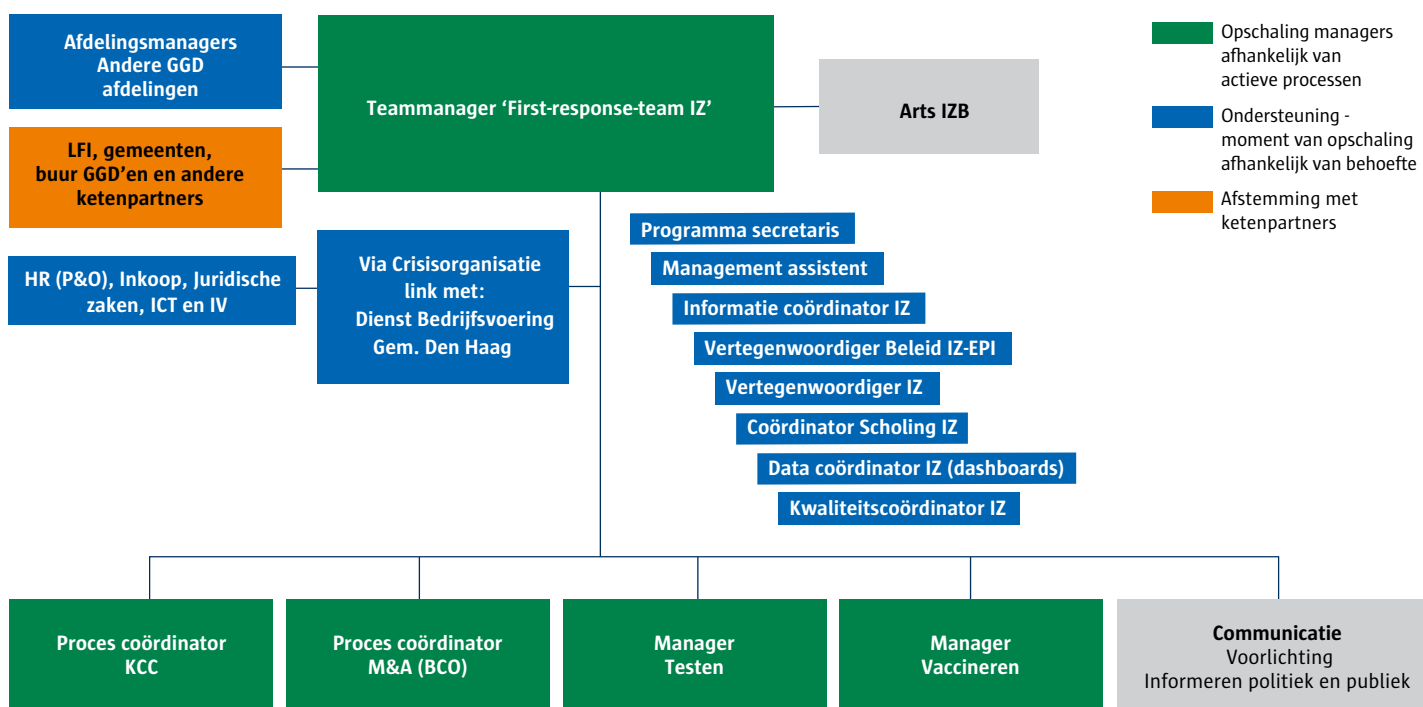 Afdelingsmanagers
Andere GGD
afdelingen
LFI, gemeenten,
buur GGD’en en andere
ketenpartners
Teammanager ‘First-response-team IZ’
Arts IZB
Opschaling managers
afhankelijk van
actieve processen
Ondersteuning -
moment van opschaling
afhankelijk van behoefte
Afstemming met
ketenpartners
HR (P&O), Inkoop, Juridische
zaken, ICT en IV
Via Crisisorganisatie
link met:
Dienst Bedrijfsvoering
Gem. Den Haag
Programma secretaris
Management assistent
Informatie coördinator IZ
Vertegenwoordiger Beleid IZ-EPI
Vertegenwoordiger IZ
Coördinator Scholing IZ
Data coördinator IZ (dashboards)
Kwaliteitscoördinator IZ
Proces coördinator
KCC
Proces coördinator
M&A (BCO)
Manager
Testen
Manager
Vaccineren
Communicatie
Voorlichting
Informeren politiek en publiek